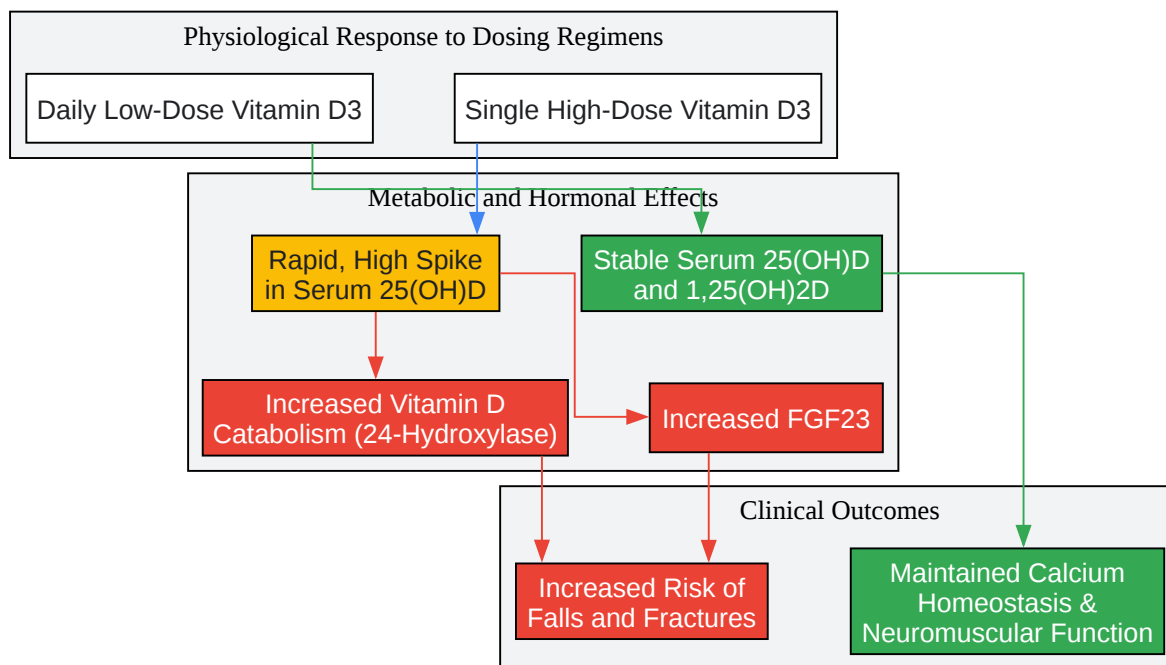 Physiological Response to Dosing Regimens
Daily Low-Dose Vitamin D3
Single High-Dose Vitamin D3
Metabolic and Hormonal Effects
Rapid, High Spike
in Serum 25(OH)D
Stable Serum 25(OH)D
and 1,25(OH)2D
Increased Vitamin D
Catabolism (24-Hydroxylase)
Increased FGF23
Clinical Outcomes
Increased Risk of
Falls and Fractures
Maintained Calcium
Homeostasis &
Neuromuscular Function